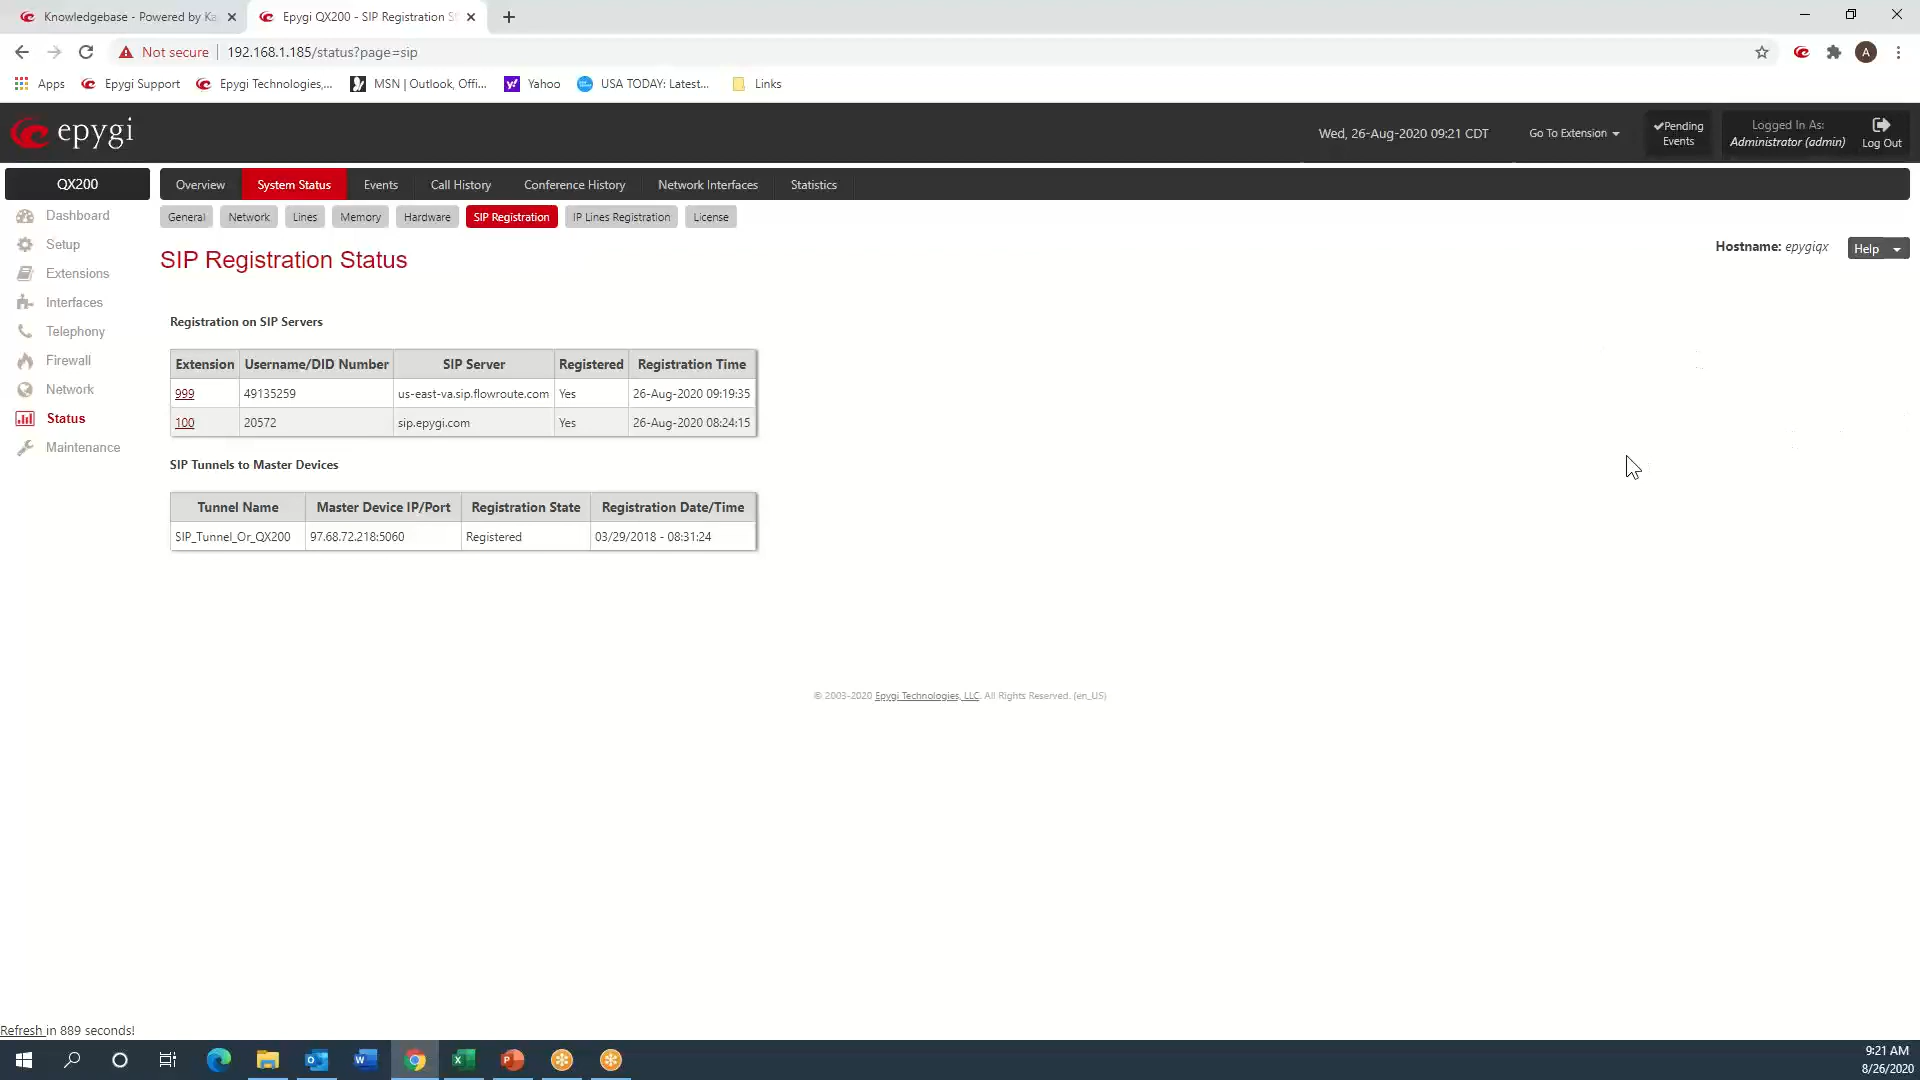 Knowledgebase - Powered by Ka
Epygi QX200 - SIP Registration S
Not secure
192.168.1.185/status?page=sip
A
Apps
Epygi Support
Epygi Technologies,...
MSN | Outlook, Offi...
Yahoo
USA TODAY: Latest...
Links
epygi
Wed, 26-Aug-2020 09:21 CDT
Go To Extension
Pending
Events
Logged In As:
Administrator (admin)
Log Out
QX200
Overview
System Status
Events
Call History
Conference History
Network Interfaces
Statistics
General
Network
Lines
Memory
Hardware
SIP Registration
IP Lines Registration
License
Dashboard
Setup
Extensions
Interfaces
Telephony
Firewall
Network
Status
Maintenance
SIP Registration Status
Hostname: epygiqx
Help
Registration on SIP Servers
Extension Username/DID Number SIP Server Registered Registration Time
999 49135259 us-east-va.sip.flowroute.com Yes 26-Aug-2020 09:19:35
100 20572 sip.epygi.com Yes 26-Aug-2020 08:24:15
SIP Tunnels to Master Devices
Tunnel Name Master Device IP/Port Registration State Registration Date/Time
SIP_Tunnel_Or_QX200 97.68.72.218:5060 Registered 03/29/2018 - 08:31:24
© 2003-2020 Epygi Technologies, LLC. All Rights Reserved. (en_US)
Refresh in 889 seconds!
9:21 AM
8/26/2020